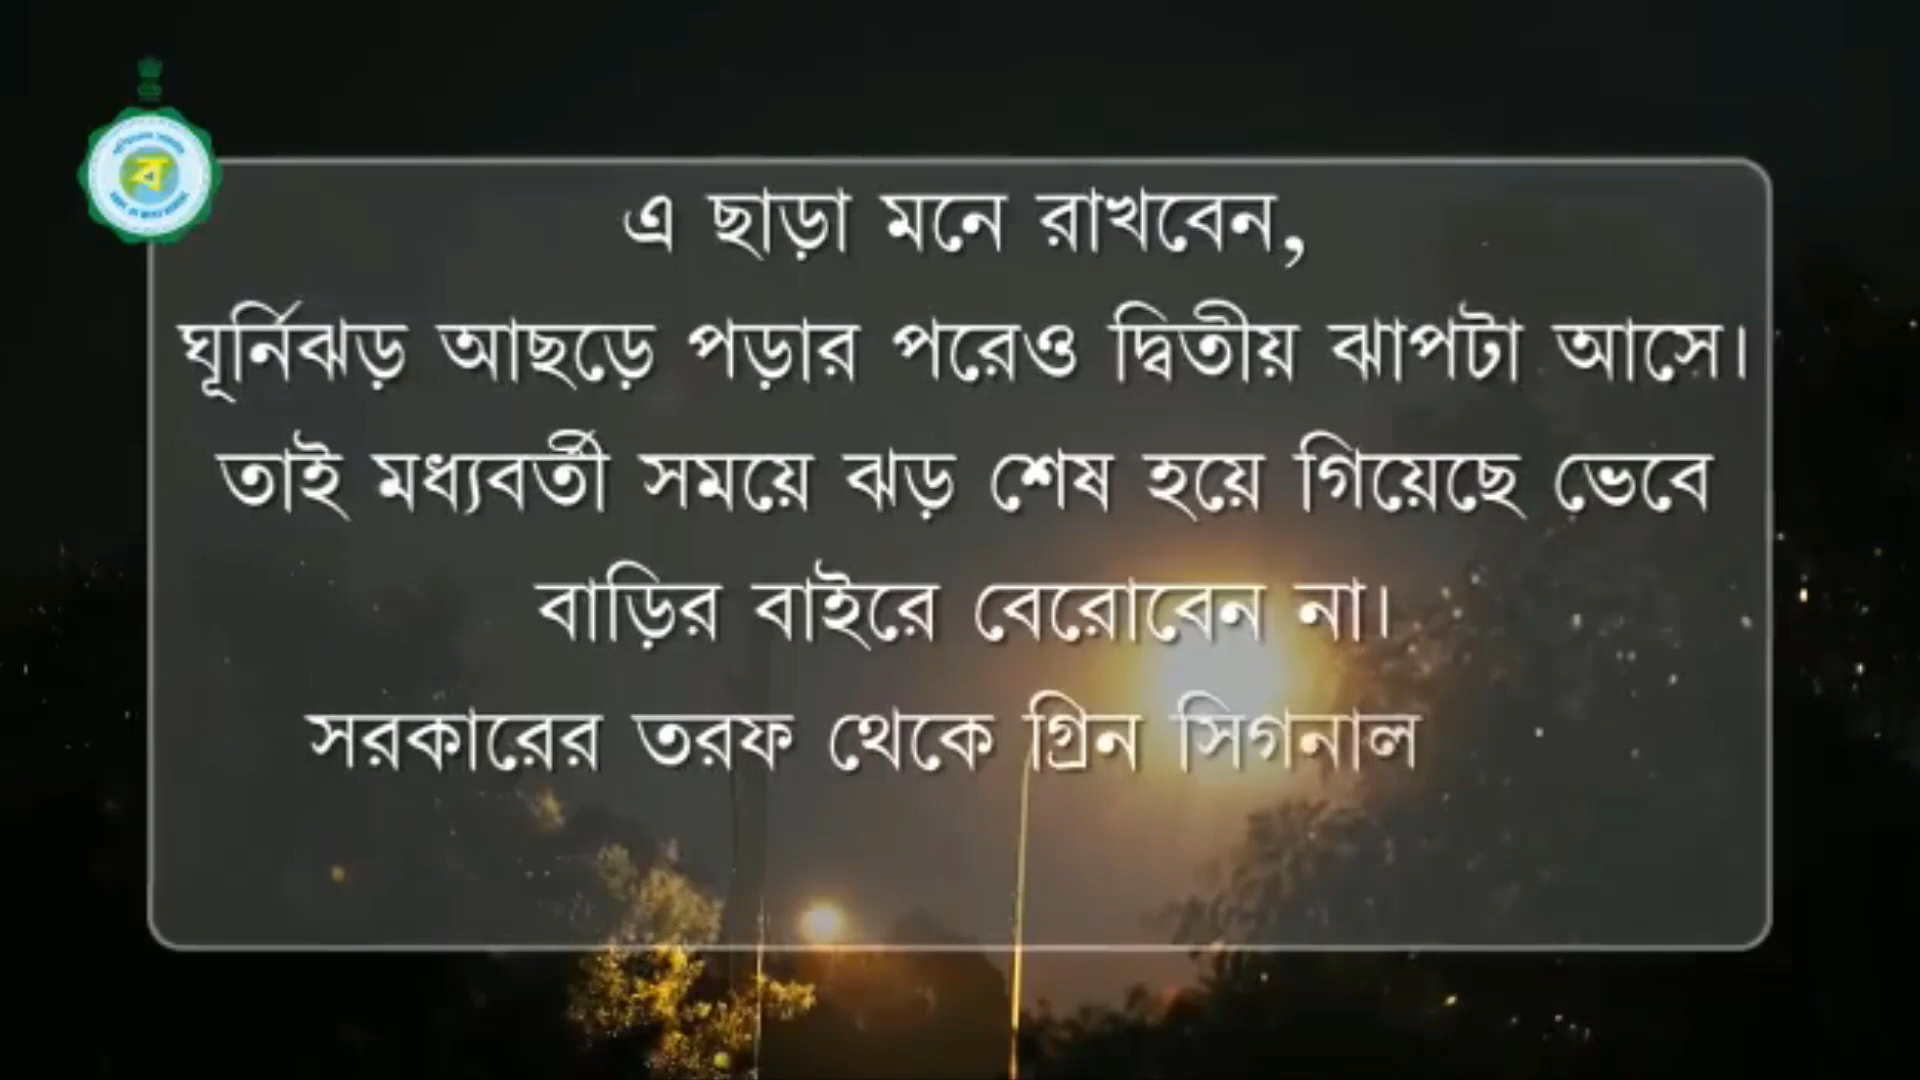 ব
এ ছাড়া মনে রাখবেন,
ঘূর্নিঝড় আছড়ে পড়ার পরেও দ্বিতীয় ঝাপটা আসে।
তাই মধ্যবর্তী সময়ে ঝড় শেষ হয়ে গিয়েছে ভেবে
বাড়ির বাইরে বেরোবেন না।
সরকারের তরফ থেকে গ্রিন সিগনাল